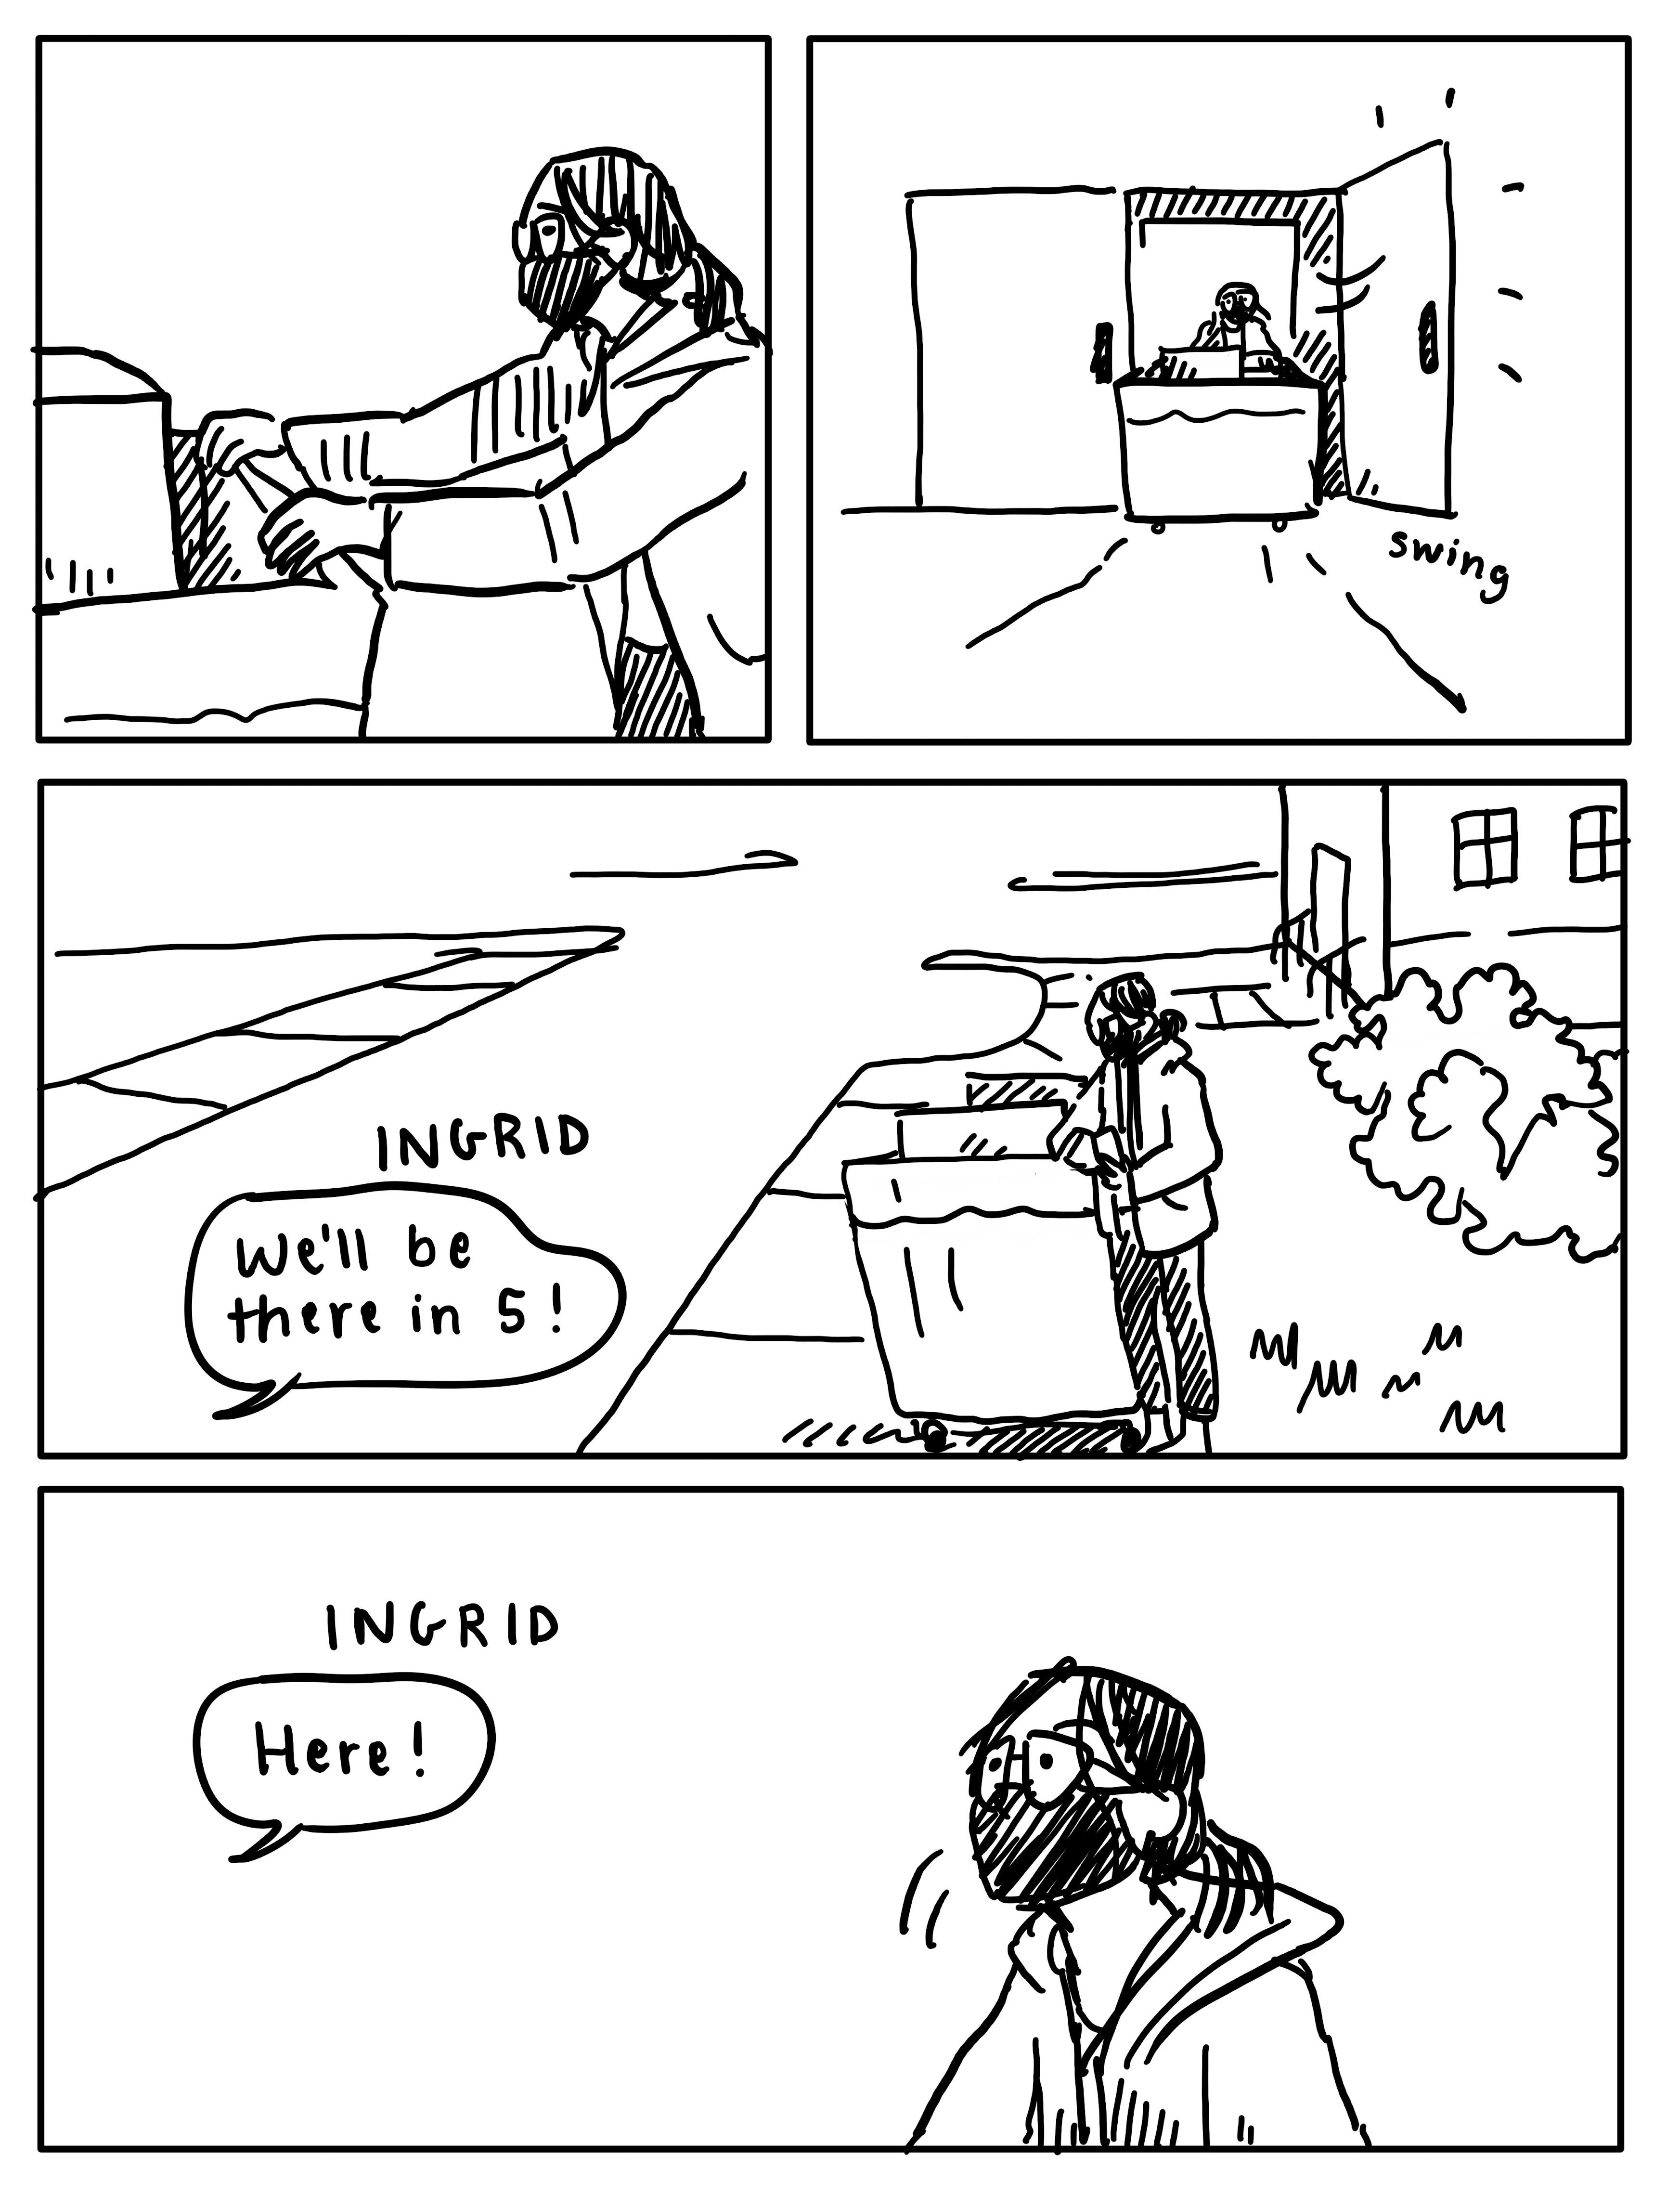 swing
INGRID
We'll be
there in 5!
INGRID
Here!